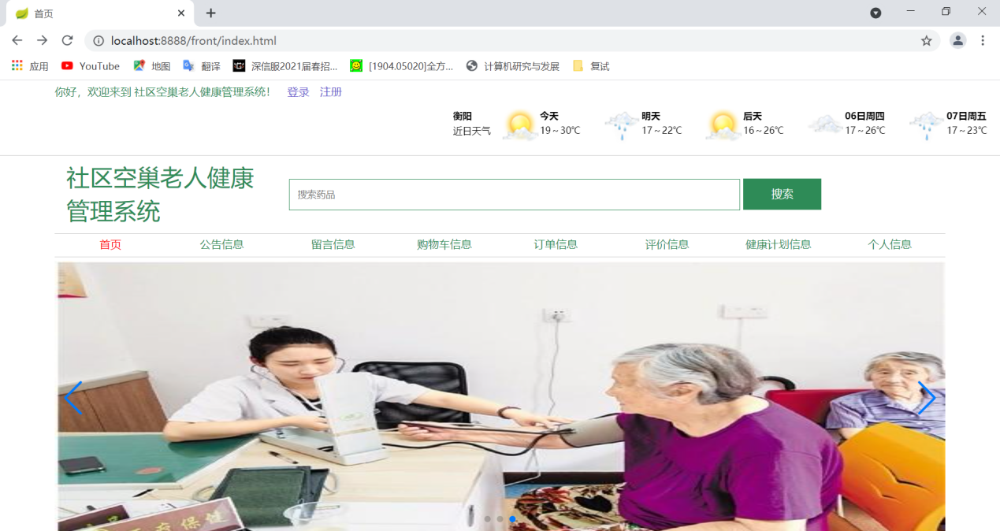 首页
localhost:8888/front/index.html
应用 YouTube 地图 翻译 深信服2021届春招... [1904.05020]全方... 计算机研究与发展 复试
你好，欢迎来到 社区空巢老人健康管理系统！ 登录 注册
衡阳 今天 明天 后天 06日周四 07日周五
近日天气 19～30℃ 17～22℃ 16～26℃ 17～26℃ 17～23℃
社区空巢老人健康
管理系统
搜索药品 搜索
首页 公告信息 留言信息 购物车信息 订单信息 评价信息 健康计划信息 个人信息
保健